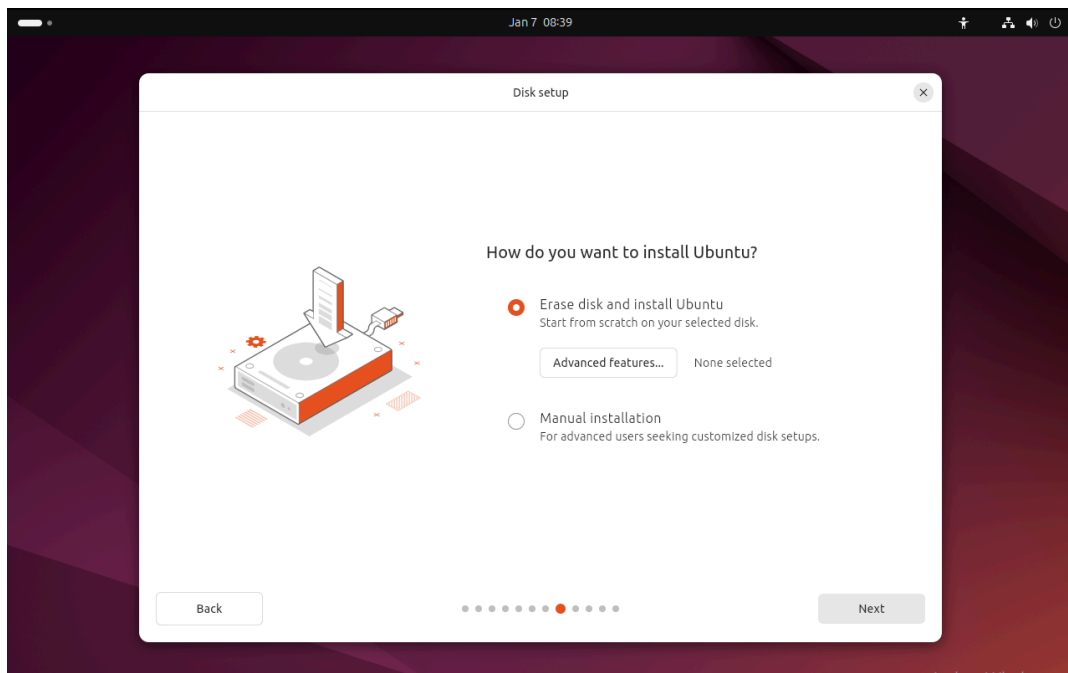 Jan 7 08:39
Disk setup
How do you want to install Ubuntu?
Erase disk and install Ubuntu
Start from scratch on your selected disk.
Advanced features... None selected
Manual installation
For advanced users seeking customized disk setups.
Back Next